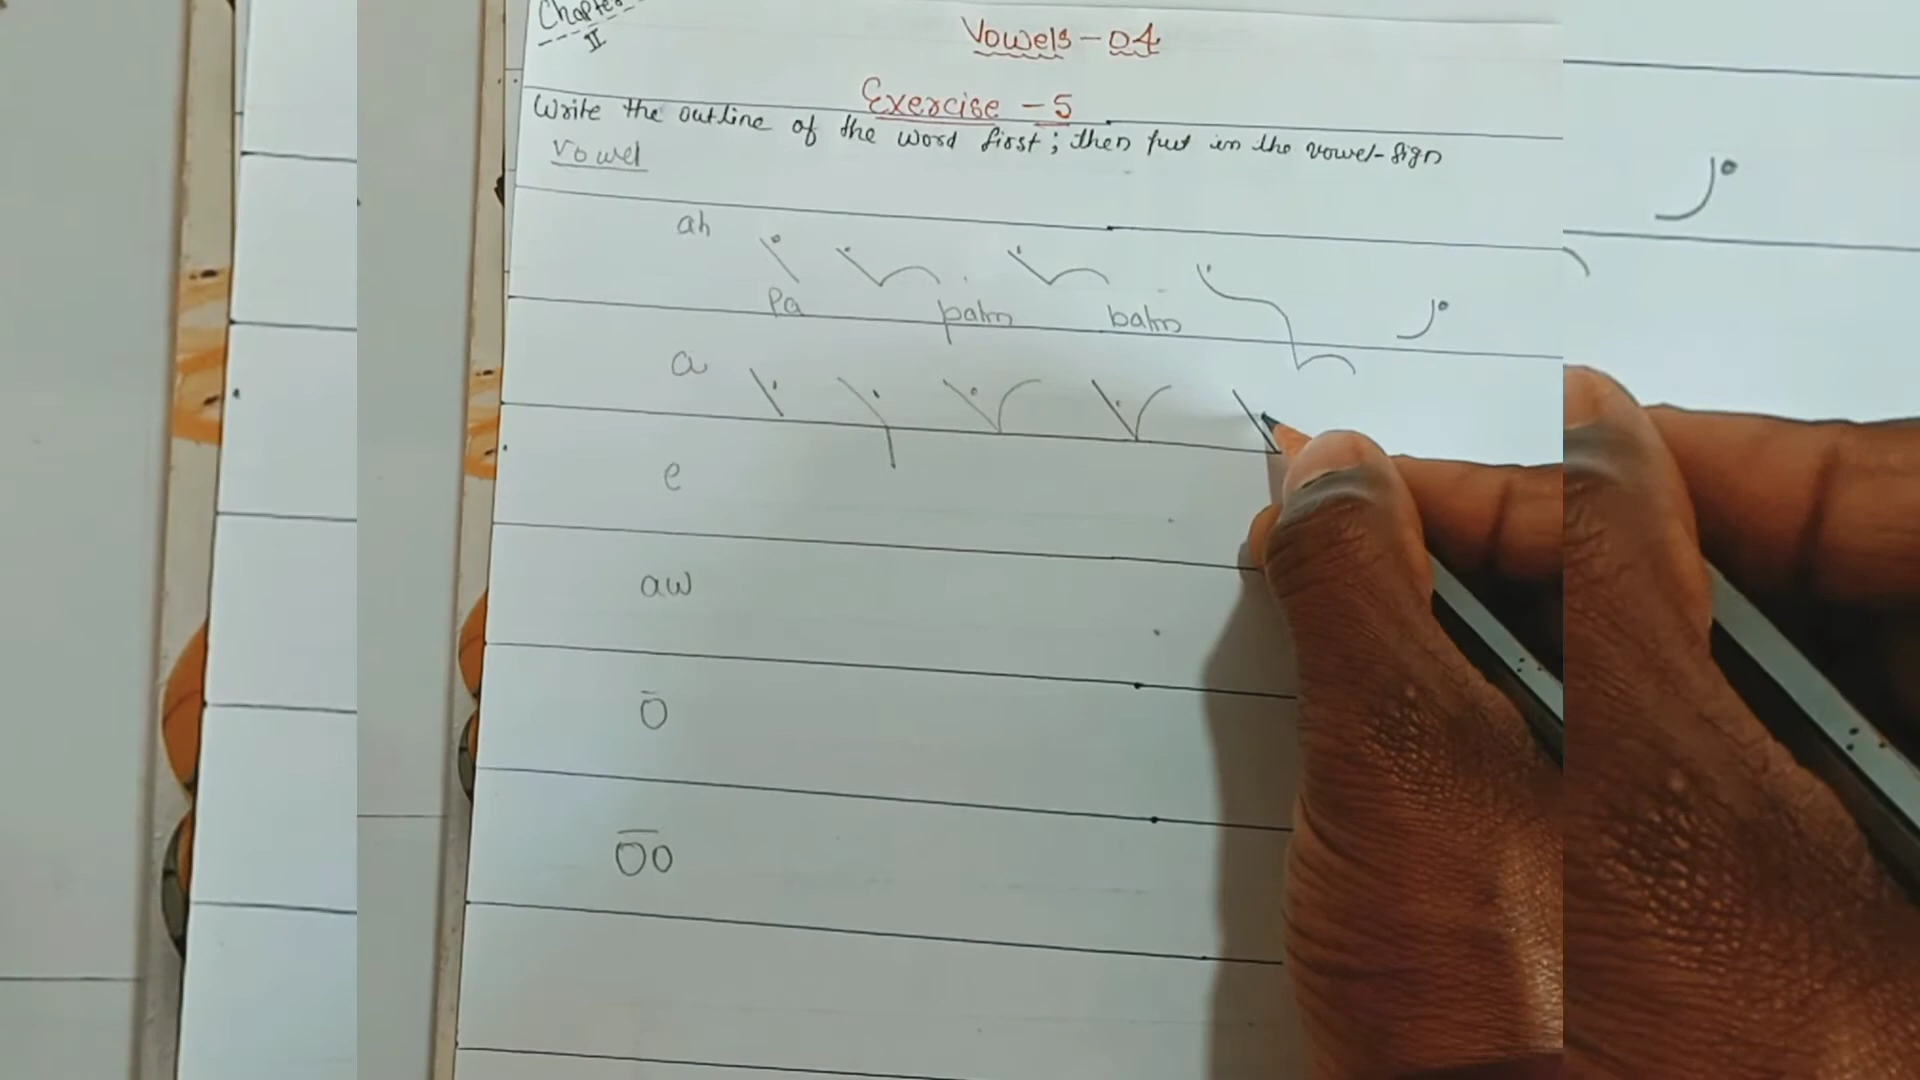 Chapter
II
Vowels - 04
Exercise - 5
Write the outline of the word first; then put in the vowel-sign
Vowel
ah
Pa palm balm
a
e
aw
ō
ōo